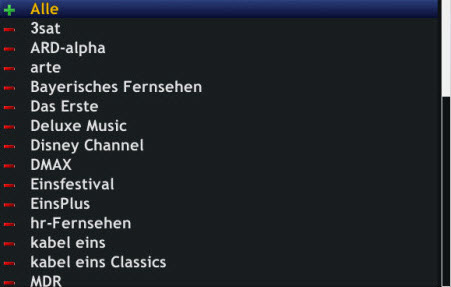 Alle
3sat
ARD-alpha
arte
Bayerisches Fernsehen
Das Erste
Deluxe Music
Disney Channel
DMAX
Einsfestival
EinsPlus
hr-Fernsehen
kabel eins
kabel eins Classics
MDR